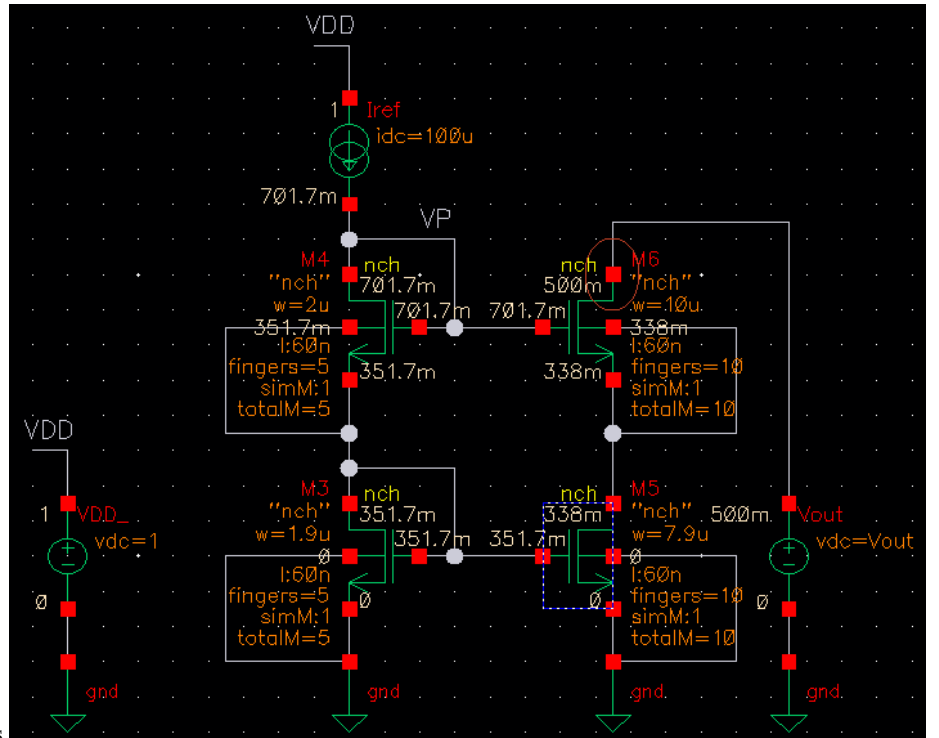 VDD
1
Iref
idc=100u
701.7m
VP
M4
nch
nch
M6
"nch"
701.7m
500m
"nch"
w=2u
w=10u
701.7m
701.7m
351.7m
338m
l:60n
l:60n
fingers=5
351.7m
338m
fingers=10
simM:1
simM:1
totalM=5
totalM=10
VDD
M3
nch
nch
M5
1
VDD_
"nch"
351.7m
338m
"nch"
500m
Vout
vdc=1
w=1.9u
w=7.9u
vdc=Vout
351.7m
351.7m
0
0
l:60n
l:60n
0
fingers=5
0
0
fingers=10
0
simM:1
simM:1
totalM=5
totalM=10
gnd
gnd
gnd
gnd